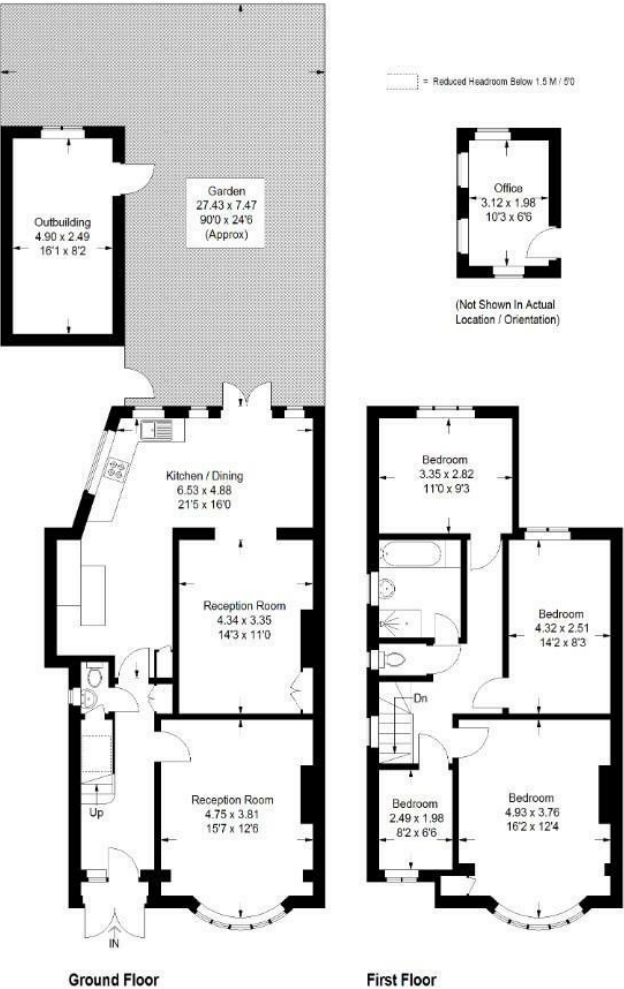 = Reduced Headroom Below 1.5 M / 5'0
Garden
27.43 x 7.47
90'0 x 24'6
(Approx)
Outbuilding
4.90 x 2.49
16'1 x 8'2
Office
3.12 x 1.98
10'3 x 6'6
(Not Shown In Actual
Location / Orientation)
Kitchen / Dining
6.53 x 4.88
21'5 x 16'0
Reception Room
4.34 x 3.35
14'3 x 11'0
Up
Reception Room
4.75 x 3.81
15'7 x 12'6
IN
Ground Floor
Bedroom
3.35 x 2.82
11'0 x 9'3
Bedroom
4.32 x 2.51
14'2 x 8'3
Dn
Bedroom
2.49 x 1.98
8'2 x 6'6
Bedroom
4.93 x 3.76
16'2 x 12'4
First Floor